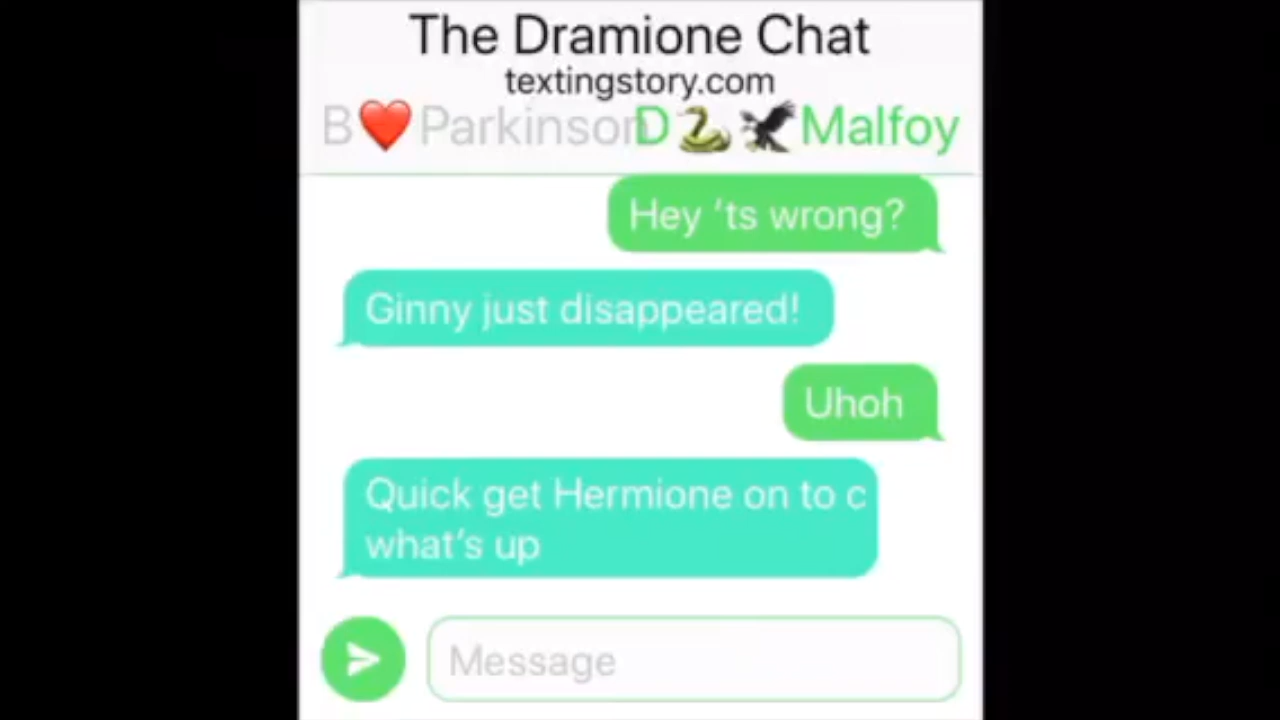 The Dramione Chat
textingstory.com
B❤️Parkinson D🐍🦅Malfoy
Hey ‘ts wrong?
Ginny just disappeared!
Uhoh
Quick get Hermione on to c
what’s up
Message